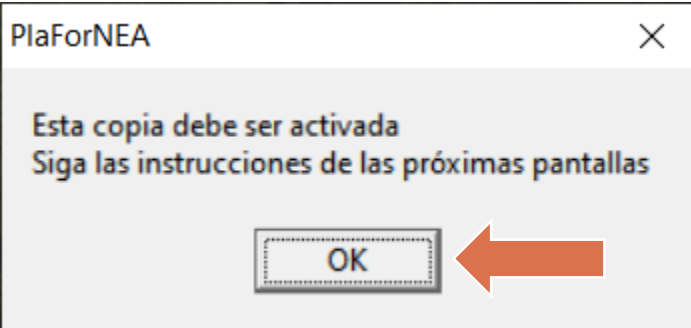 PlaForNEA
Esta copia debe ser activada
Siga las instrucciones de las próximas pantallas
OK